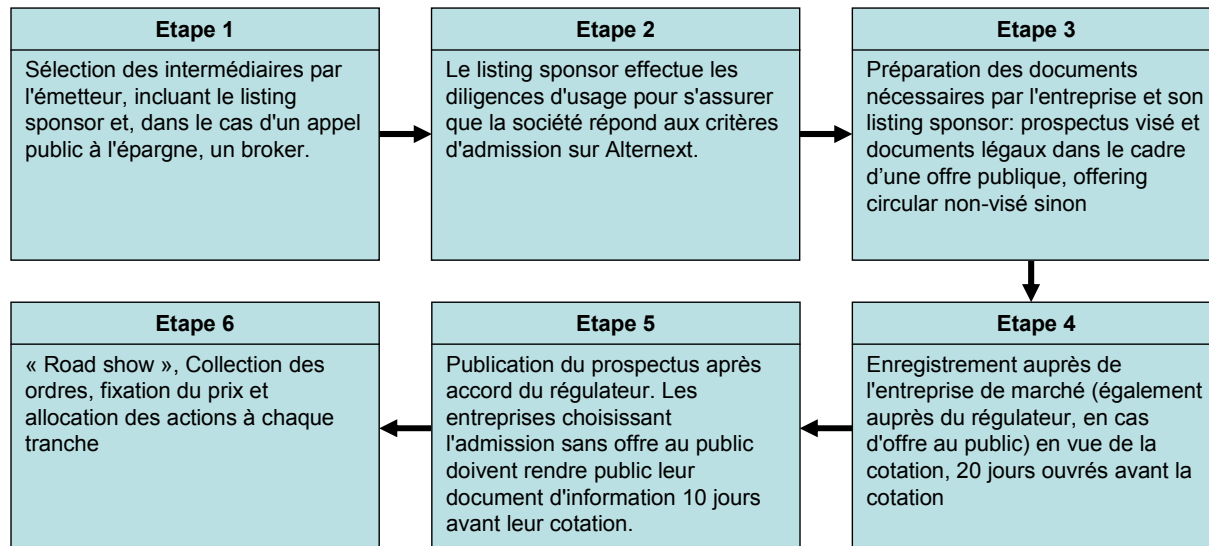 Etape 1
Sélection des intermédiaires par
l'émetteur, incluant le listing
sponsor et, dans le cas d'un appel
public à l'épargne, un broker.
Etape 2
Le listing sponsor effectue les
diligences d'usage pour s'assurer
que la société répond aux critères
d'admission sur Alternext.
Etape 3
Préparation des documents
nécessaires par l'entreprise et son
listing sponsor: prospectus visé et
documents légaux dans le cadre
d’une offre publique, offering
circular non-visé sinon
Etape 4
Enregistrement auprès de
l'entreprise de marché (également
auprès du régulateur, en cas
d'offre au public) en vue de la
cotation, 20 jours ouvrés avant la
cotation
Etape 5
Publication du prospectus après
accord du régulateur. Les
entreprises choisissant
l'admission sans offre au public
doivent rendre public leur
document d'information 10 jours
avant leur cotation.
Etape 6
« Road show », Collection des
ordres, fixation du prix et
allocation des actions à chaque
tranche